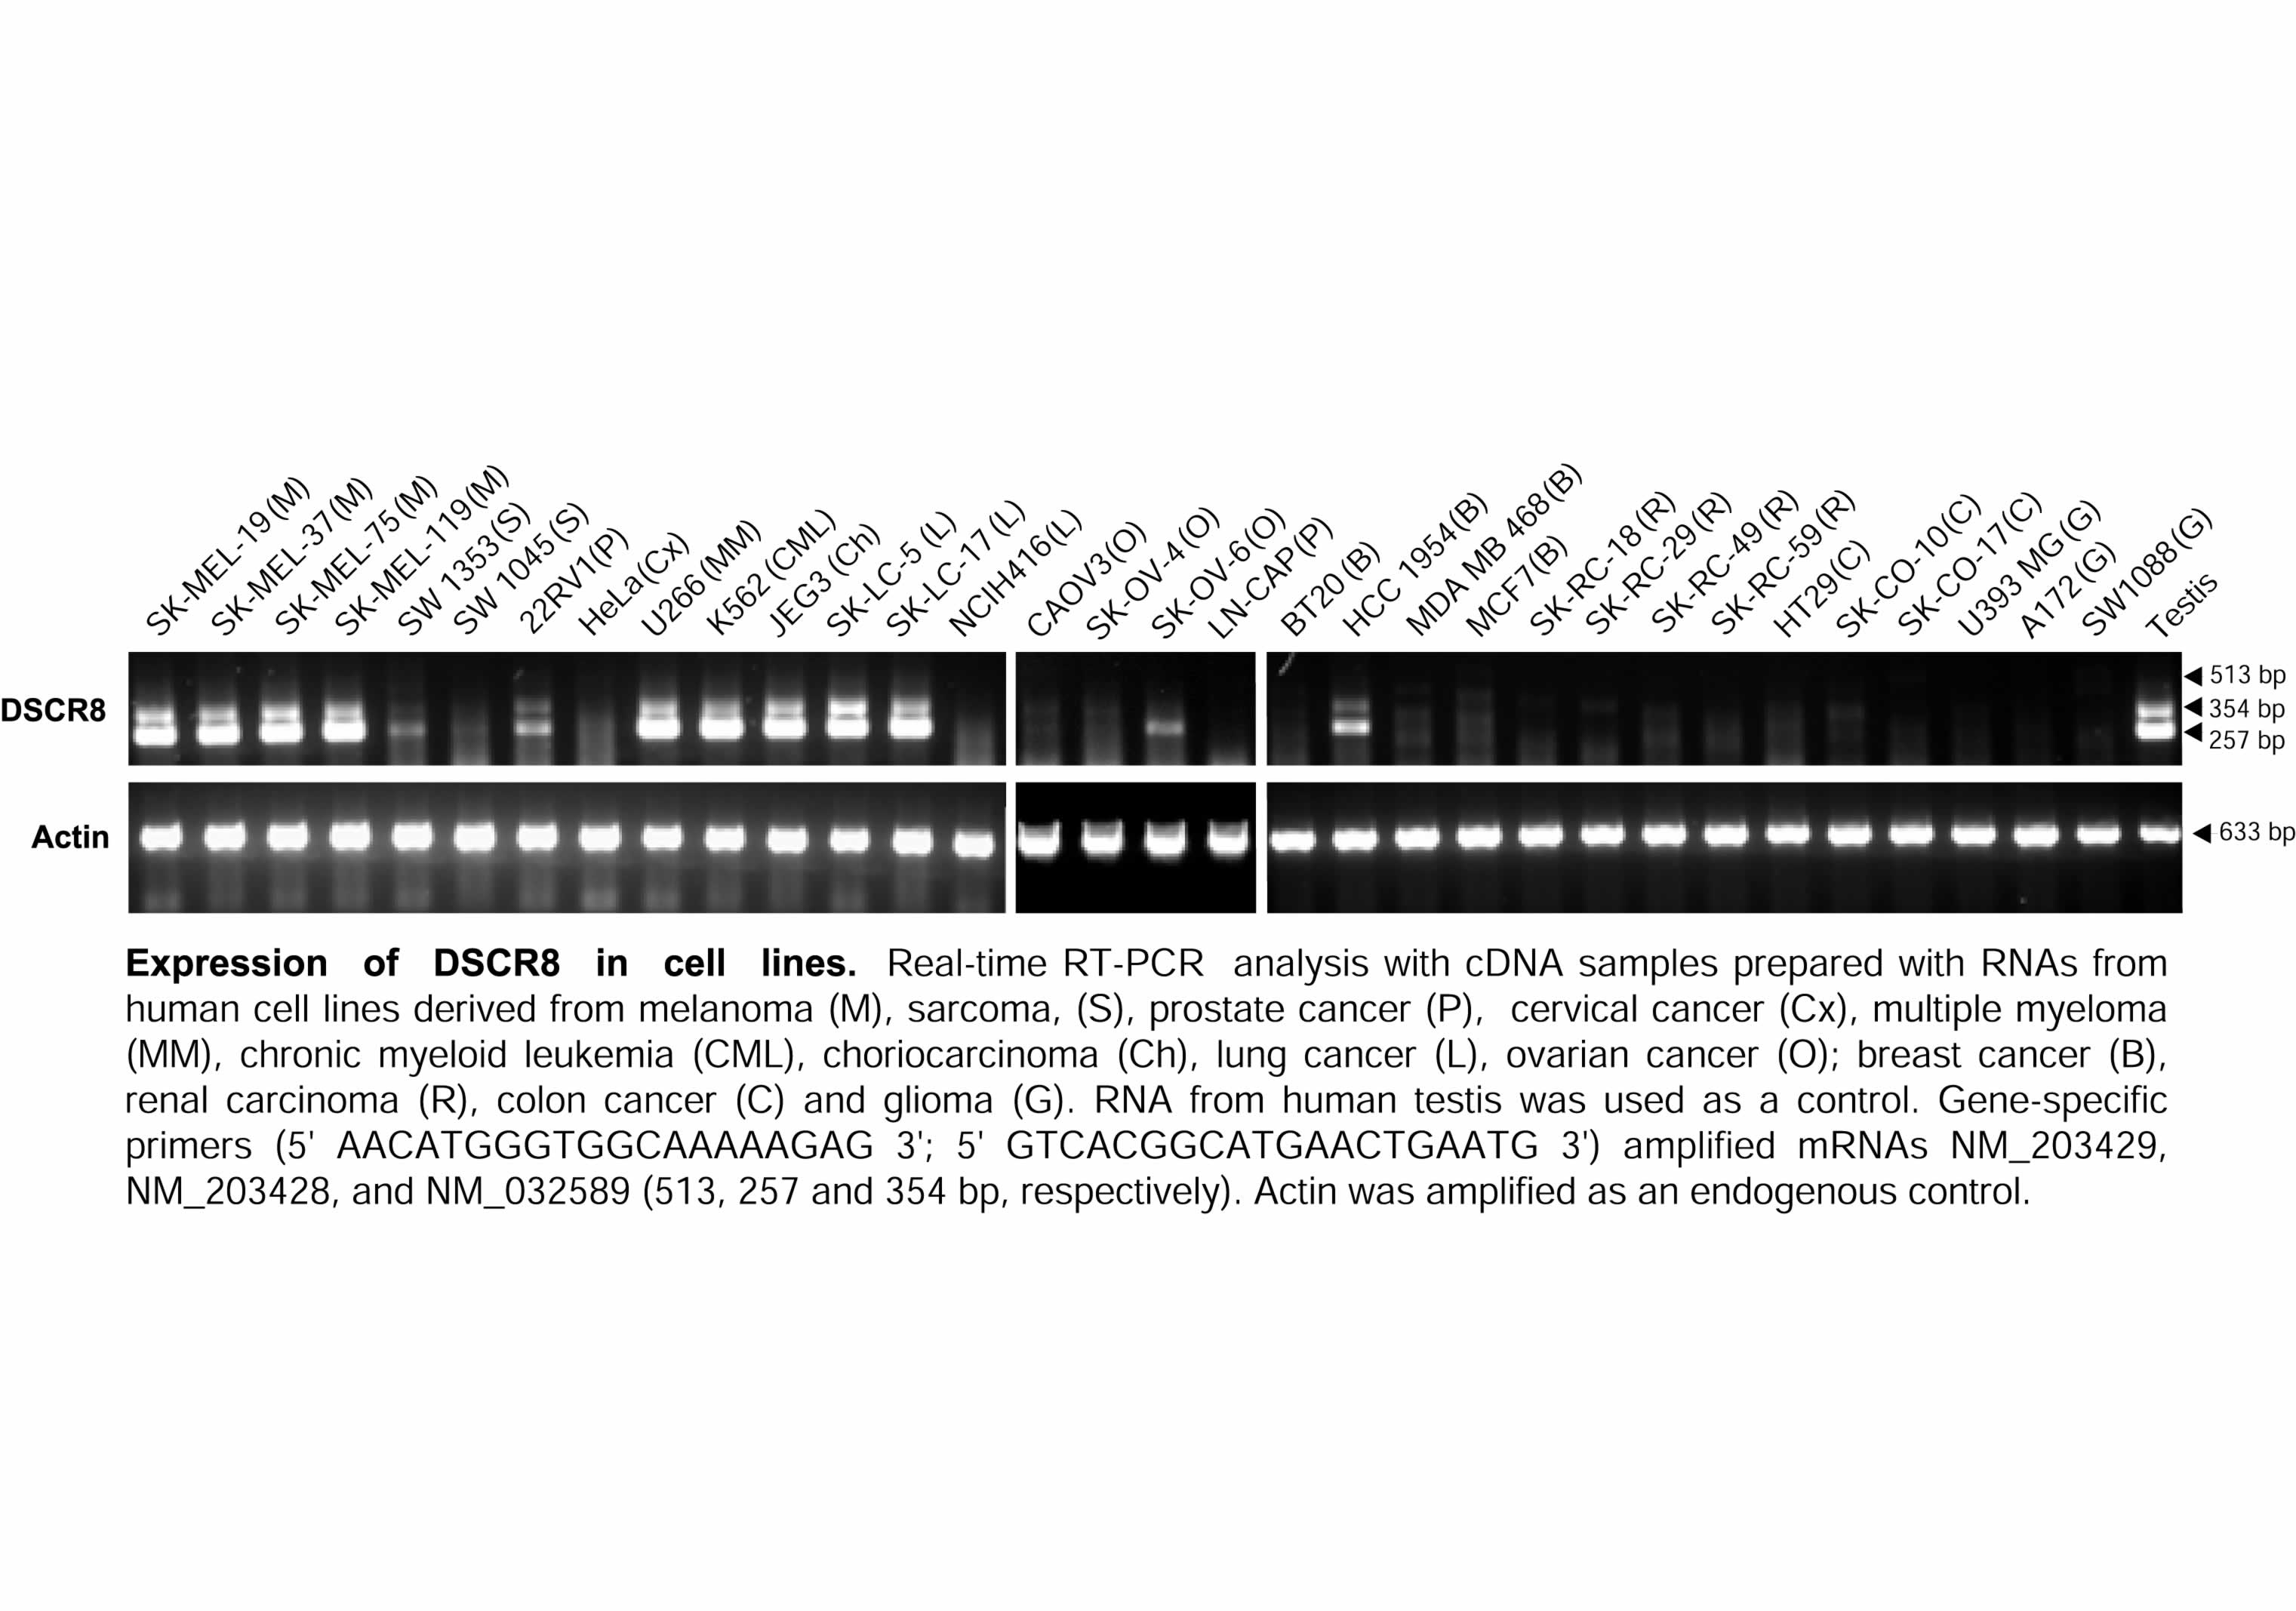 SK-MEL-19(M)
SK-MEL-37(M)
SK-MEL-75(M)
SK-MEL-119(M)
SW 1353(S)
SW 1045(S)
22RV1(P)
HeLa(Cx)
U266(MM)
K562(CML)
JEG3 (Ch)
SK-LC-5 (L)
SK-LC-17(L)
NCIH416(L)
CAOV3(O)
SK-OV-4(O)
SK-OV-6(O)
LN-CAP(P)
BT20(B)
HCC 1954(B)
MDA MB 468(B)
MCF7(B)
SK-RC-18(R)
SK-RC-29(R)
SK-RC-49(R)
SK-RC-59(R)
HT29(C)
SK-CO-10(C)
SK-CO-17(C)
U393 MG(G)
A172(G)
SW1088(G)
Testis
DSCR8
513 bp
354 bp
257 bp
Actin
633 bp
Expression of DSCR8 in cell lines. Real-time RT-PCR analysis with cDNA samples prepared with RNAs from
human cell lines derived from melanoma (M), sarcoma, (S), prostate cancer (P), cervical cancer (Cx), multiple myeloma
(MM), chronic myeloid leukemia (CML), choriocarcinoma (Ch), lung cancer (L), ovarian cancer (O); breast cancer (B),
renal carcinoma (R), colon cancer (C) and glioma (G). RNA from human testis was used as a control. Gene-specific
primers (5' AACATGGGTGGCAAAAAGAG 3'; 5' GTCACGGCATGAACTGAATG 3') amplified mRNAs NM_203429,
NM_203428, and NM_032589 (513, 257 and 354 bp, respectively). Actin was amplified as an endogenous control.